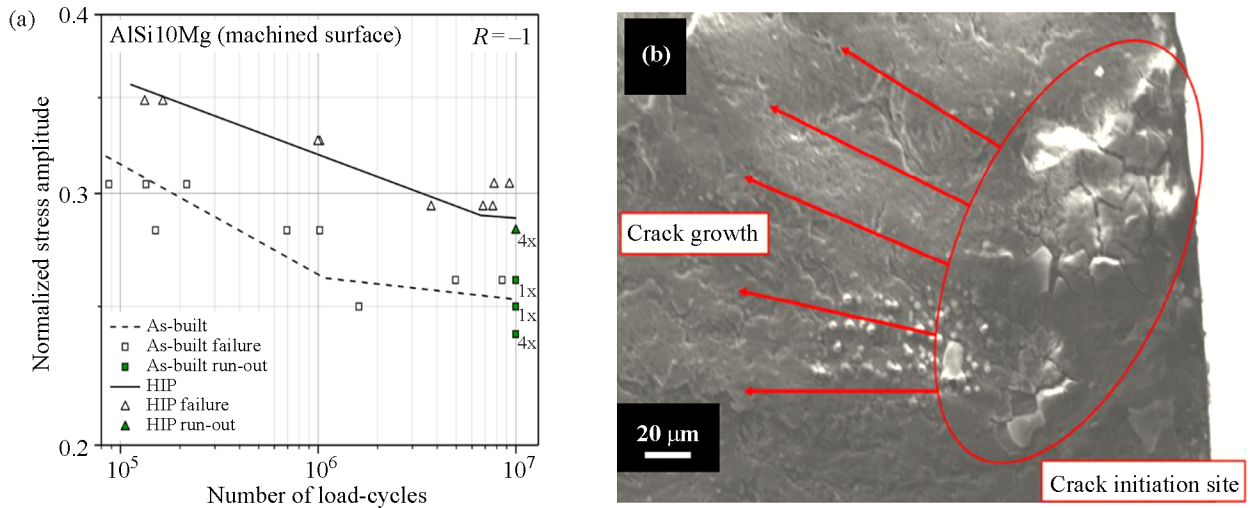 (a)
0.4
AlSi10Mg (machined surface)
R = –1
Normalized stress amplitude
0.3
4x
1x
1x
4x
As-built
As-built failure
As-built run-out
HIP
HIP failure
HIP run-out
0.2
10⁵
10⁶
10⁷
Number of load-cycles
(b)
Crack growth
20 μm
Crack initiation site